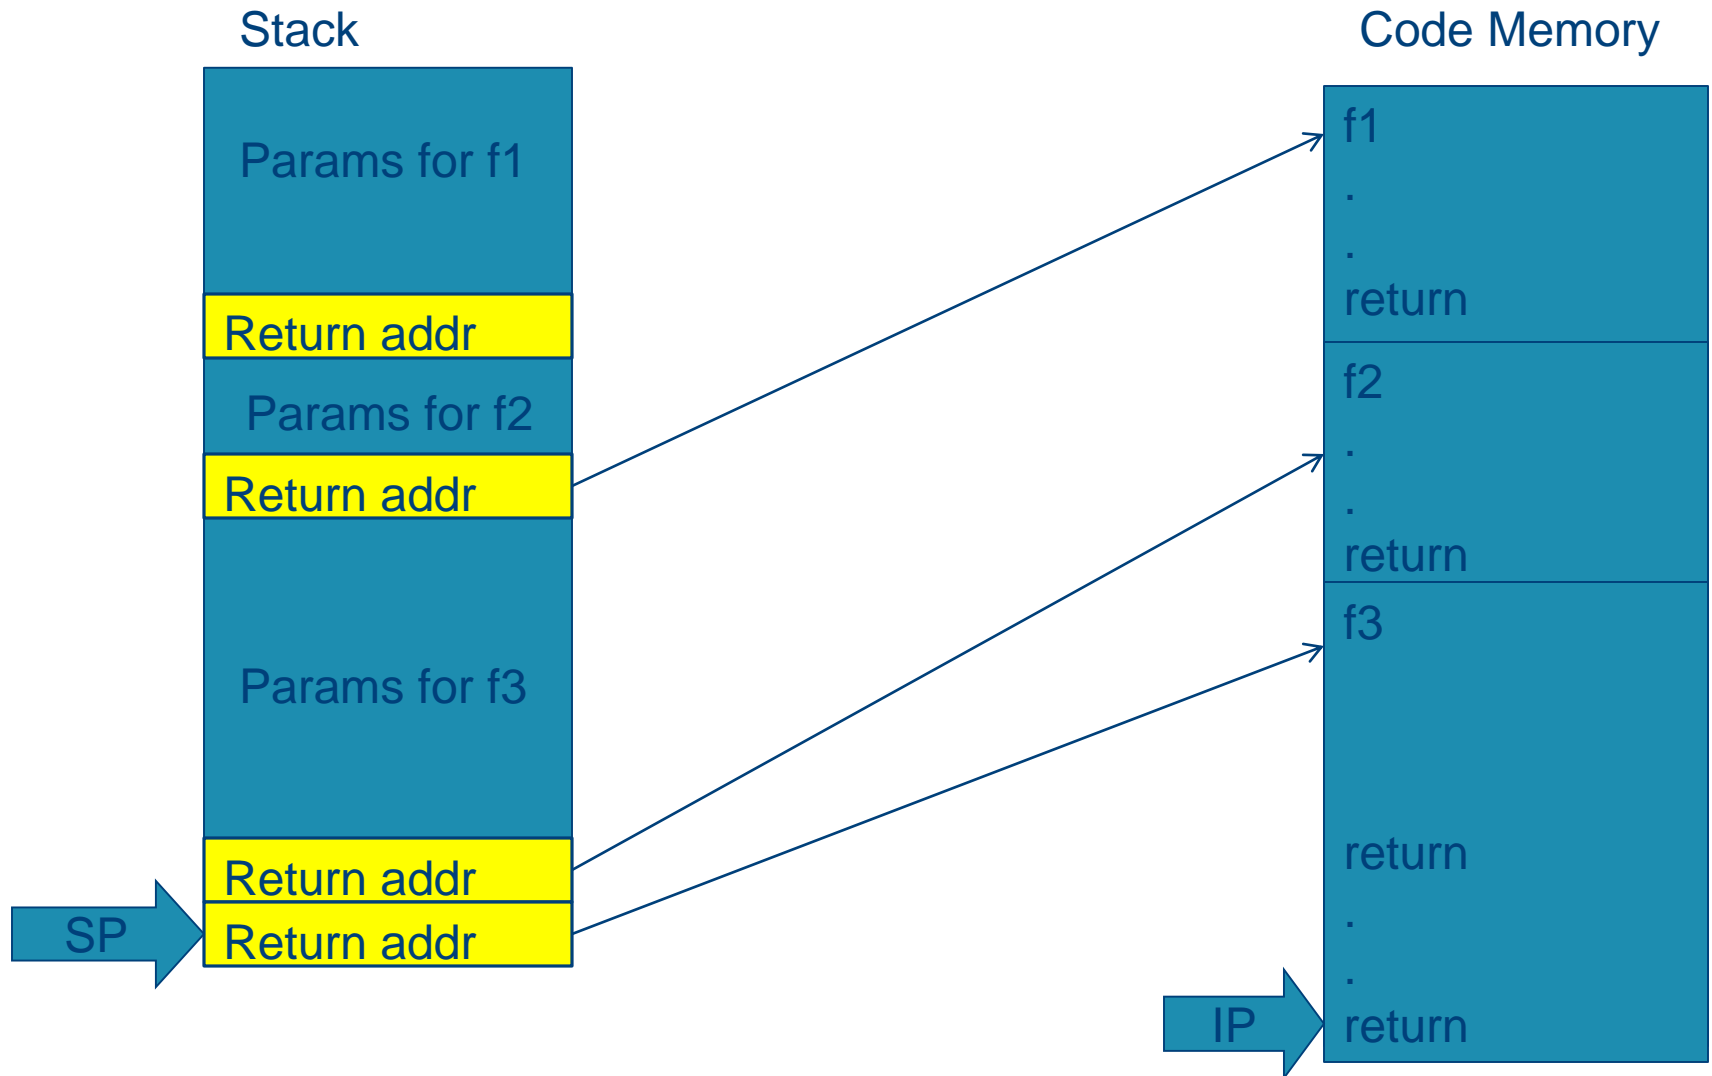 Stack
Params for f1
Return addr
Params for f2
Return addr
Params for f3
Return addr
SP
Return addr
Code Memory
f1
.
.
return
f2
.
.
return
f3
return
.
.
IP
return